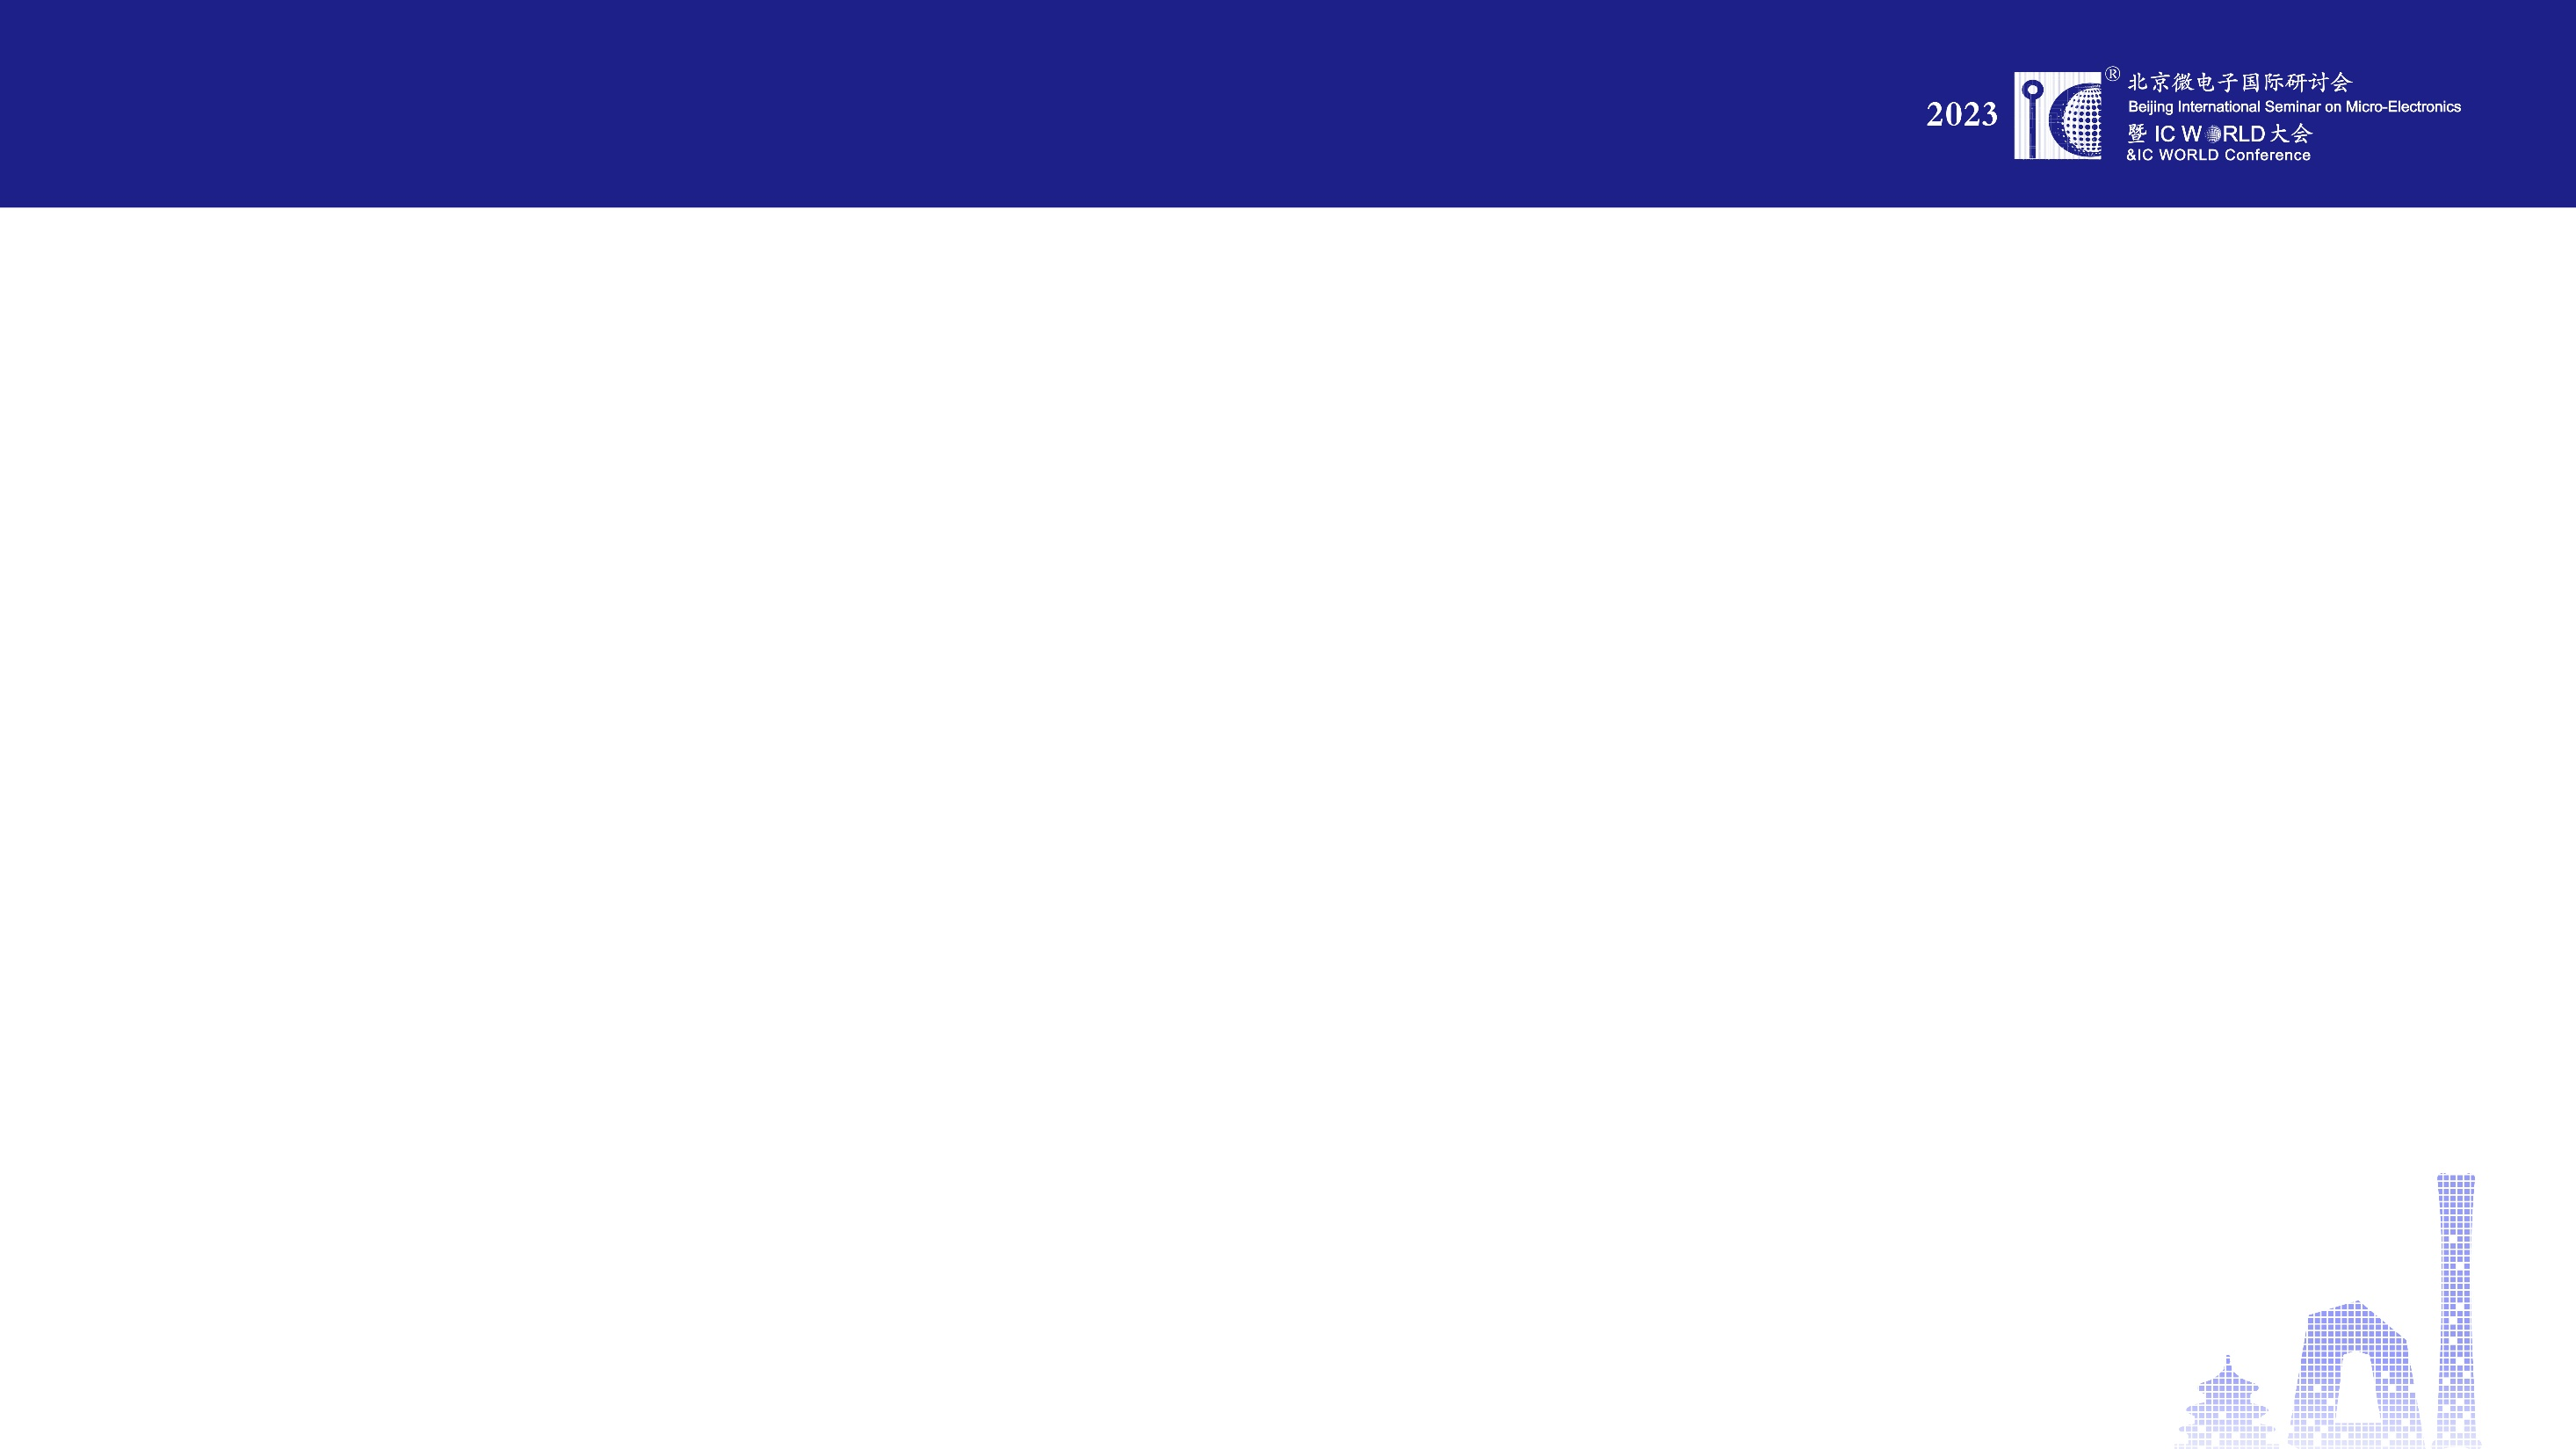 2023
®
北京微电子国际研讨会
Beijing International Seminar on Micro-Electronics
暨 IC WORLD大会
&IC WORLD Conference